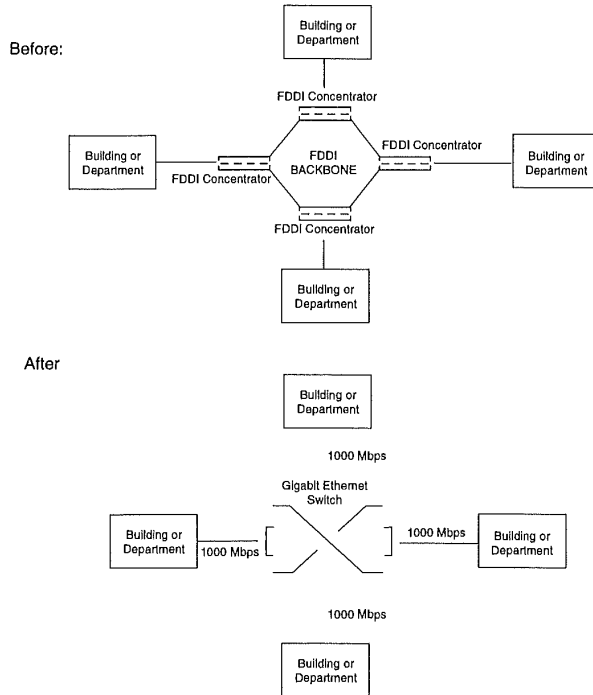 Before:
Building or
Department
FDDI Concentrator
Building or
Department
FDDI Concentrator
FDDI
BACKBONE
FDDI Concentrator
Building or
Department
FDDI Concentrator
Building or
Department
After
Building or
Department
1000 Mbps
Gigabit Ethernet
Switch
Building or
Department
1000 Mbps
1000 Mbps
Building or
Department
1000 Mbps
Building or
Department